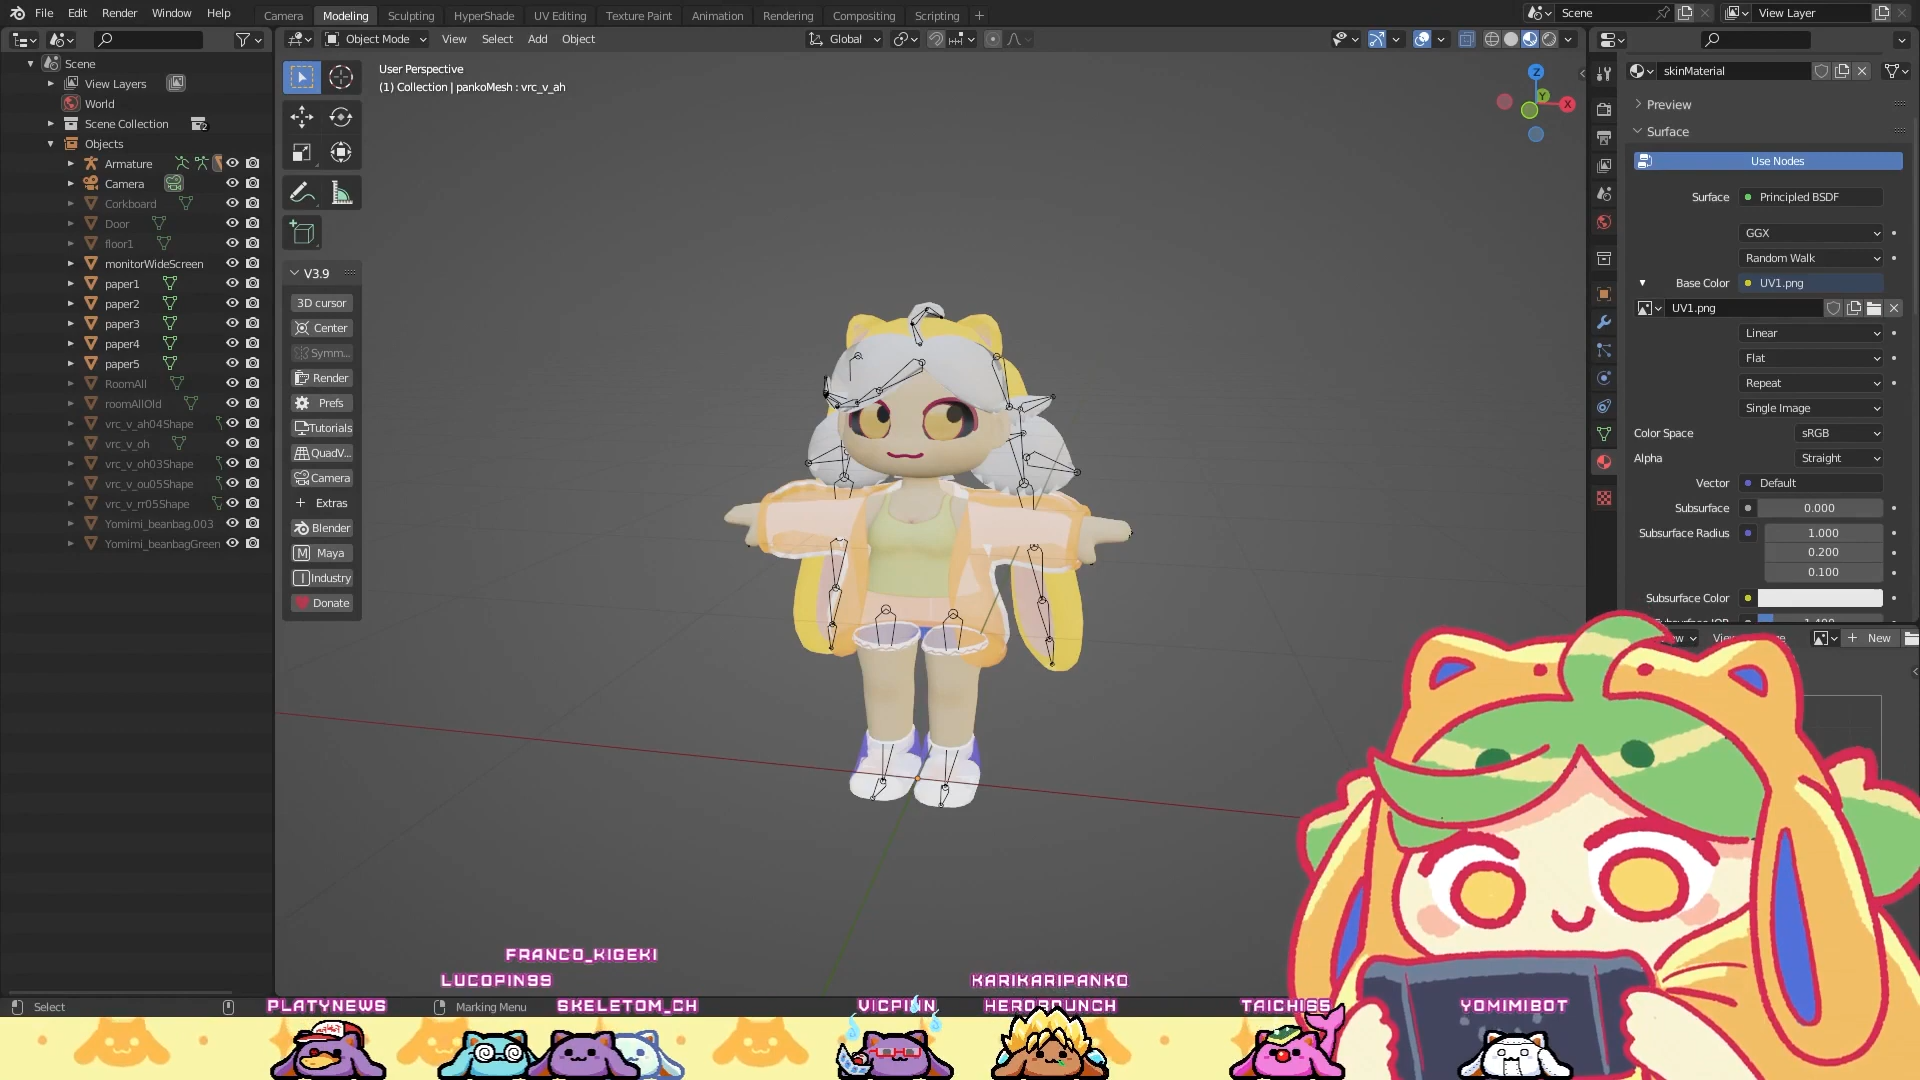 File Edit Render Window Help
Camera Modeling Sculpting HyperShade UV Editing Texture Paint Animation Rendering Compositing Scripting +
Scene
View Layer
Object Mode View Select Add Object
Global
User Perspective
(1) Collection | pankoMesh : vrc_v_ah
Scene
View Layers
World
Scene Collection
2
Objects
Armature
Camera
Corkboard
Door
floor1
monitorWideScreen
paper1
paper2
paper3
paper4
paper5
RoomAll
roomAllOld
vrc_v_ah04Shape
vrc_v_oh
vrc_v_oh03Shape
vrc_v_ou05Shape
vrc_v_rr05Shape
Yomimi_beanbag.003
Yomimi_beanbagGreen
V3.9
3D cursor
Center
Symm...
Render
Prefs
Tutorials
QuadV...
Camera
+ Extras
Blender
M Maya
I Industry
Donate
Z
Y
X
skinMaterial
Preview
Surface
Use Nodes
Surface Principled BSDF
GGX
Random Walk
Base Color UV1.png
UV1.png
Linear
Flat
Repeat
Single Image
Color Space sRGB
Alpha Straight
Vector Default
Subsurface 0.000
Subsurface Radius 1.000
0.200
0.100
Subsurface Color
+ New
FRANCO_KIGEKI
LUCOPIN99
KARIKARIPANKO
Select
Marking Menu
PLATYNEWS
SKELETOM_CH
VICPINN
HEROBRUNCH
TAICHI65
YOMIMIBOT